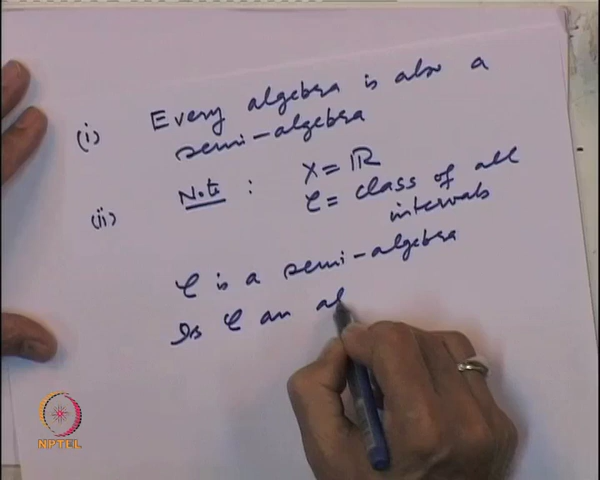 (i) Every algebra is also a
semi-algebra
(ii) Note : X = ℝ
C = class of all
intervals
C is a semi-algebra
Is C an al
NPTEL